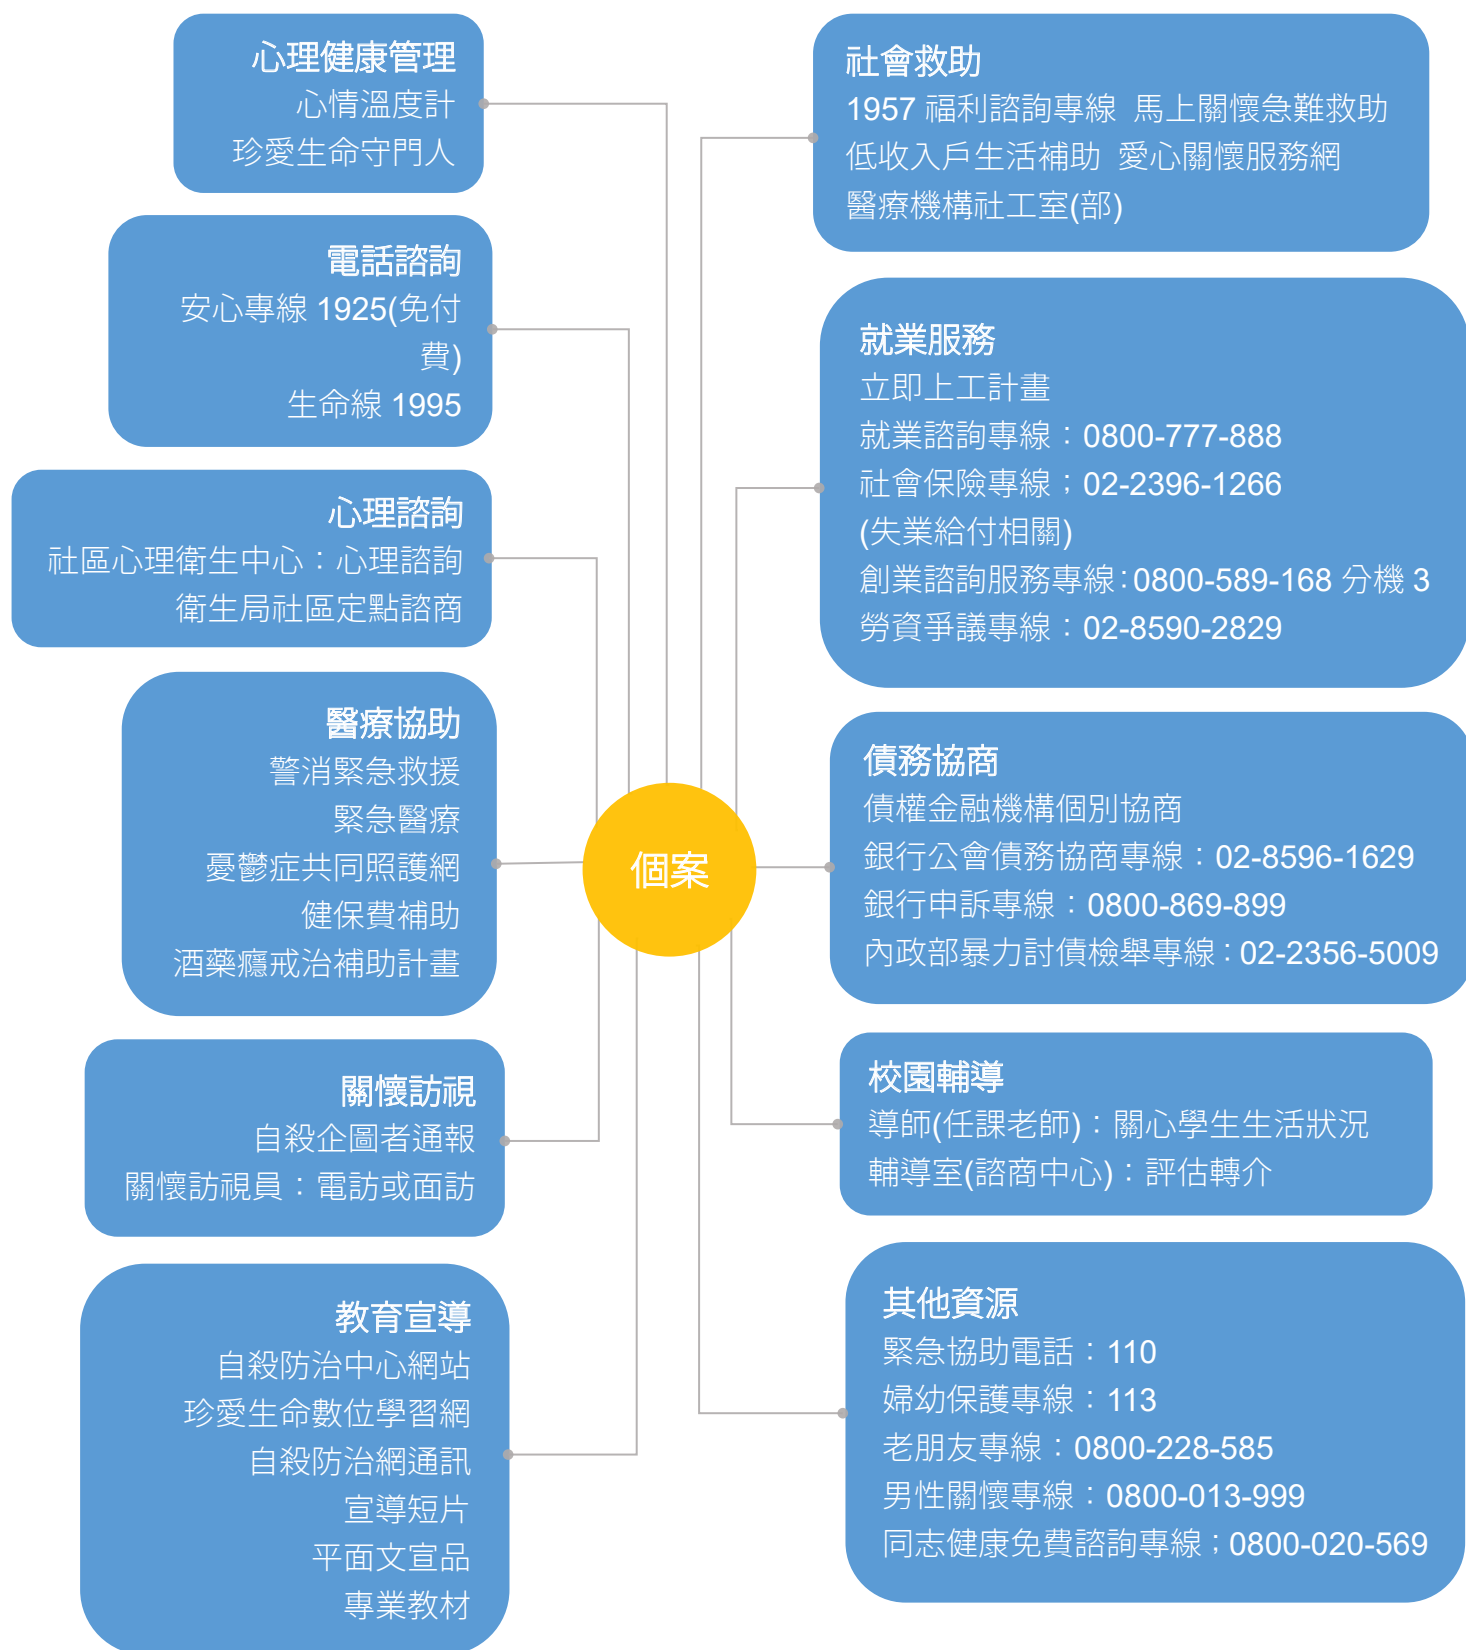 心理健康管理
心情溫度計
珍愛生命守門人
電話諮詢
安心專線 1925(免付
費)
生命線 1995
心理諮詢
社區心理衛生中心：心理諮詢
衛生局社區定點諮商
醫療協助
警消緊急救援
緊急醫療
憂鬱症共同照護網
健保費補助
酒藥癮戒治補助計畫
關懷訪視
自殺企圖者通報
關懷訪視員：電訪或面訪
教育宣導
自殺防治中心網站
珍愛生命數位學習網
自殺防治網通訊
宣導短片
平面文宣品
專業教材
個案
社會救助
1957 福利諮詢專線 馬上關懷急難救助
低收入戶生活補助 愛心關懷服務網
醫療機構社工室(部)
就業服務
立即上工計畫
就業諮詢專線：0800-777-888
社會保險專線；02-2396-1266
(失業給付相關)
創業諮詢服務專線：0800-589-168 分機 3
勞資爭議專線：02-8590-2829
債務協商
債權金融機構個別協商
銀行公會債務協商專線：02-8596-1629
銀行申訴專線：0800-869-899
內政部暴力討債檢舉專線：02-2356-5009
校園輔導
導師(任課老師)：關心學生生活狀況
輔導室(諮商中心)：評估轉介
其他資源
緊急協助電話：110
婦幼保護專線：113
老朋友專線：0800-228-585
男性關懷專線：0800-013-999
同志健康免費諮詢專線；0800-020-569